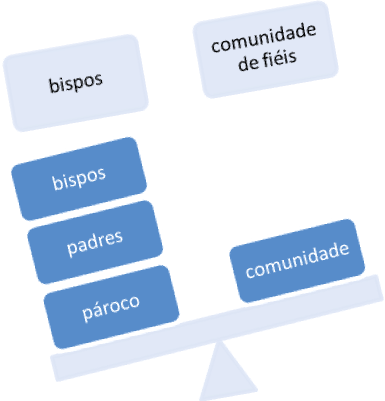 bispos
comunidade
de fiéis
bispos
padres
pároco
comunidade